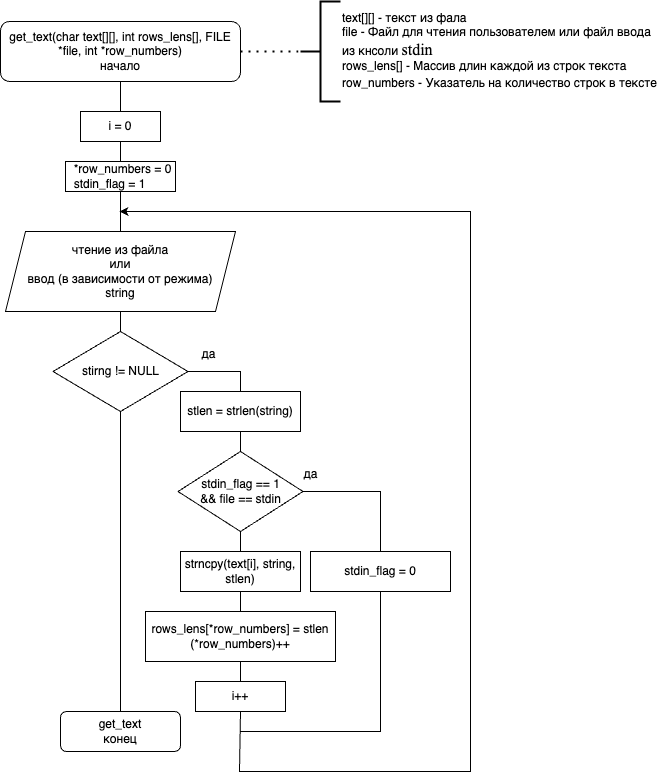 get_text(char text[][], int rows_lens[], FILE
*file, int *row_numbers)
начало
text[][] - текст из фала
file - Файл для чтения пользователем или файл ввода
из кнсоли stdin
rows_lens[] - Массив длин каждой из строк текста
row_numbers - Указатель на количество строк в тексте
i = 0
*row_numbers = 0
stdin_flag = 1
чтение из файла
или
ввод (в зависимости от режима)
string
stirng != NULL
да
stlen = strlen(string)
stdin_flag == 1
&& file == stdin
да
strncpy(text[i], string,
stlen)
stdin_flag = 0
rows_lens[*row_numbers] = stlen
(*row_numbers)++
i++
get_text
конец